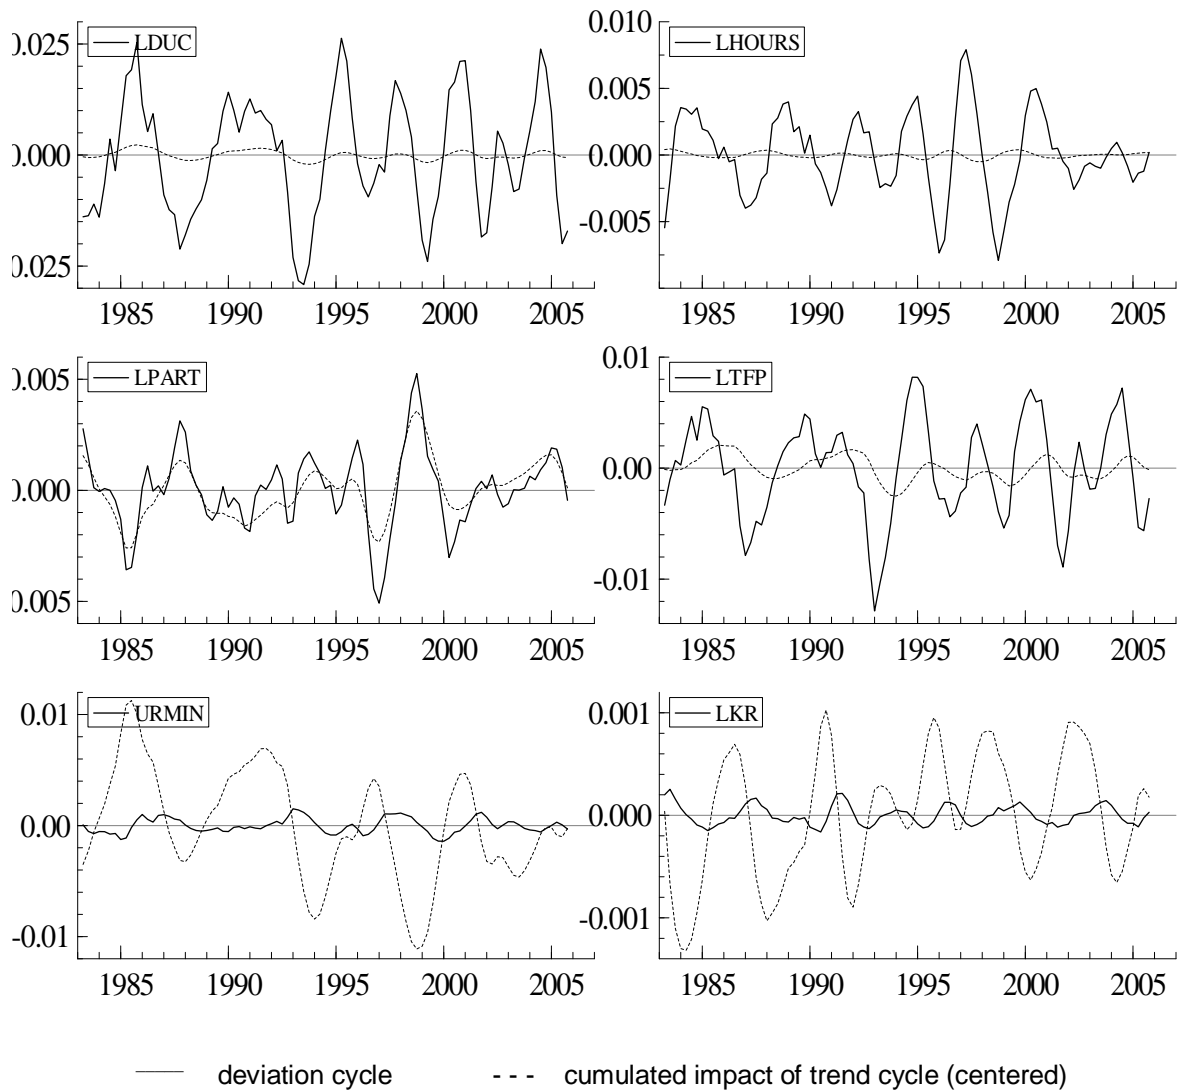 0.025
LDUC
0.000
0.025
1985 1990 1995 2000 2005
0.010
LHOURS
0.005
0.000
-0.005
1985 1990 1995 2000 2005
0.005
LPART
0.000
0.005
1985 1990 1995 2000 2005
0.01
LTFP
0.00
-0.01
1985 1990 1995 2000 2005
0.01
URMIN
0.00
-0.01
1985 1990 1995 2000 2005
0.001
LKR
0.000
-0.001
1985 1990 1995 2000 2005
deviation cycle
- - - cumulated impact of trend cycle (centered)